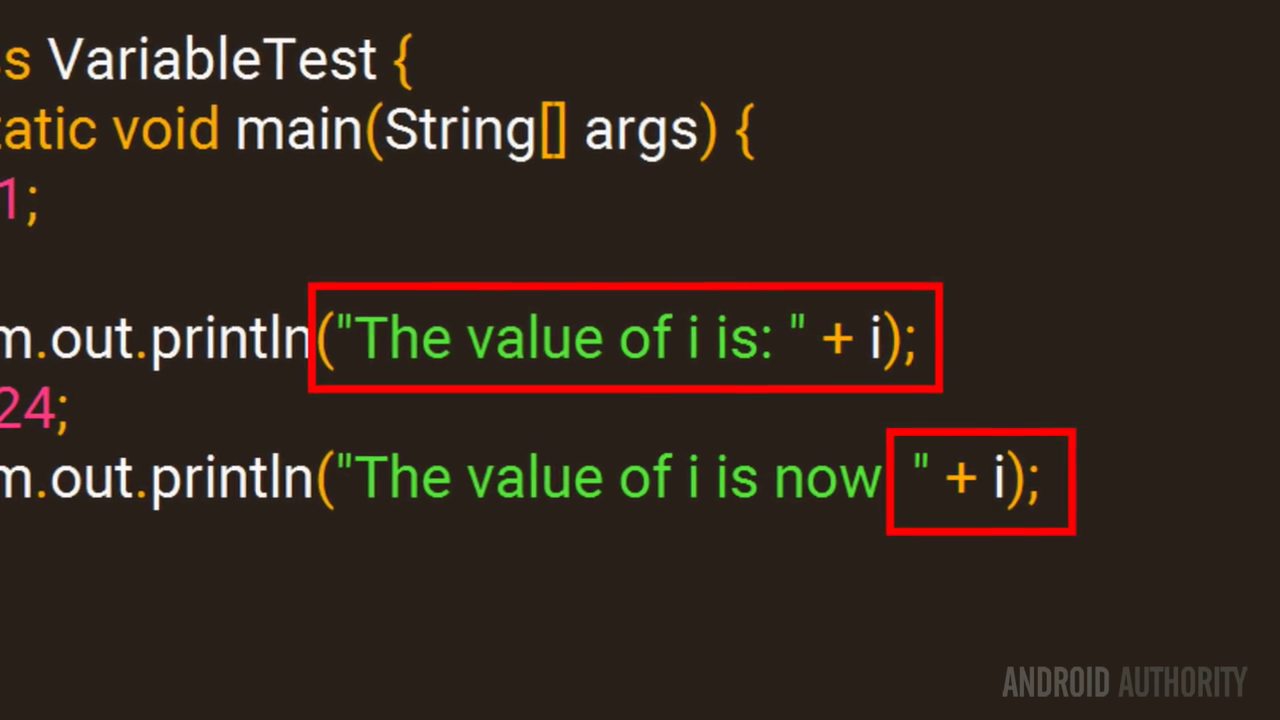 s VariableTest {
tatic void main(String[] args) {
1;
m.out.println("The value of i is: " + i);
24;
m.out.println("The value of i is now " + i);
ANDROID AUTHORITY